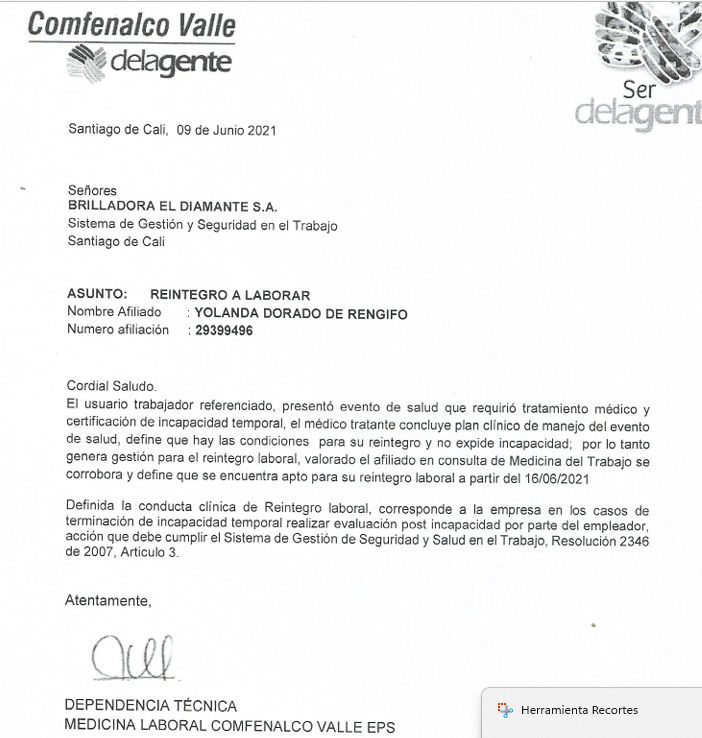 Comfenalco Valle
delagente
Ser
delagente
Santiago de Cali, 09 de Junio 2021
Señores
BRILLADORA EL DIAMANTE S.A.
Sistema de Gestión y Seguridad en el Trabajo
Santiago de Cali
ASUNTO: REINTEGRO A LABORAR
Nombre Afiliado : YOLANDA DORADO DE RENGIFO
Numero afiliación : 29399496
Cordial Saludo.
El usuario trabajador referenciado, presentó evento de salud que requirió tratamiento médico y
certificación de incapacidad temporal, el médico tratante concluye plan clínico de manejo del evento
de salud, define que hay las condiciones para su reintegro y no expide incapacidad; por lo tanto
genera gestión para el reintegro laboral, valorado el afiliado en consulta de Medicina del Trabajo se
corrobora y define que se encuentra apto para su reintegro laboral a partir del 16/06/2021
Definida la conducta clínica de Reintegro laboral, corresponde a la empresa en los casos de
terminación de incapacidad temporal realizar evaluación post incapacidad por parte del empleador,
acción que debe cumplir el Sistema de Gestión de Seguridad y Salud en el Trabajo, Resolución 2346
de 2007, Articulo 3.
Atentamente,
DEPENDENCIA TÉCNICA
MEDICINA LABORAL COMFENALCO VALLE EPS
Herramienta Recortes